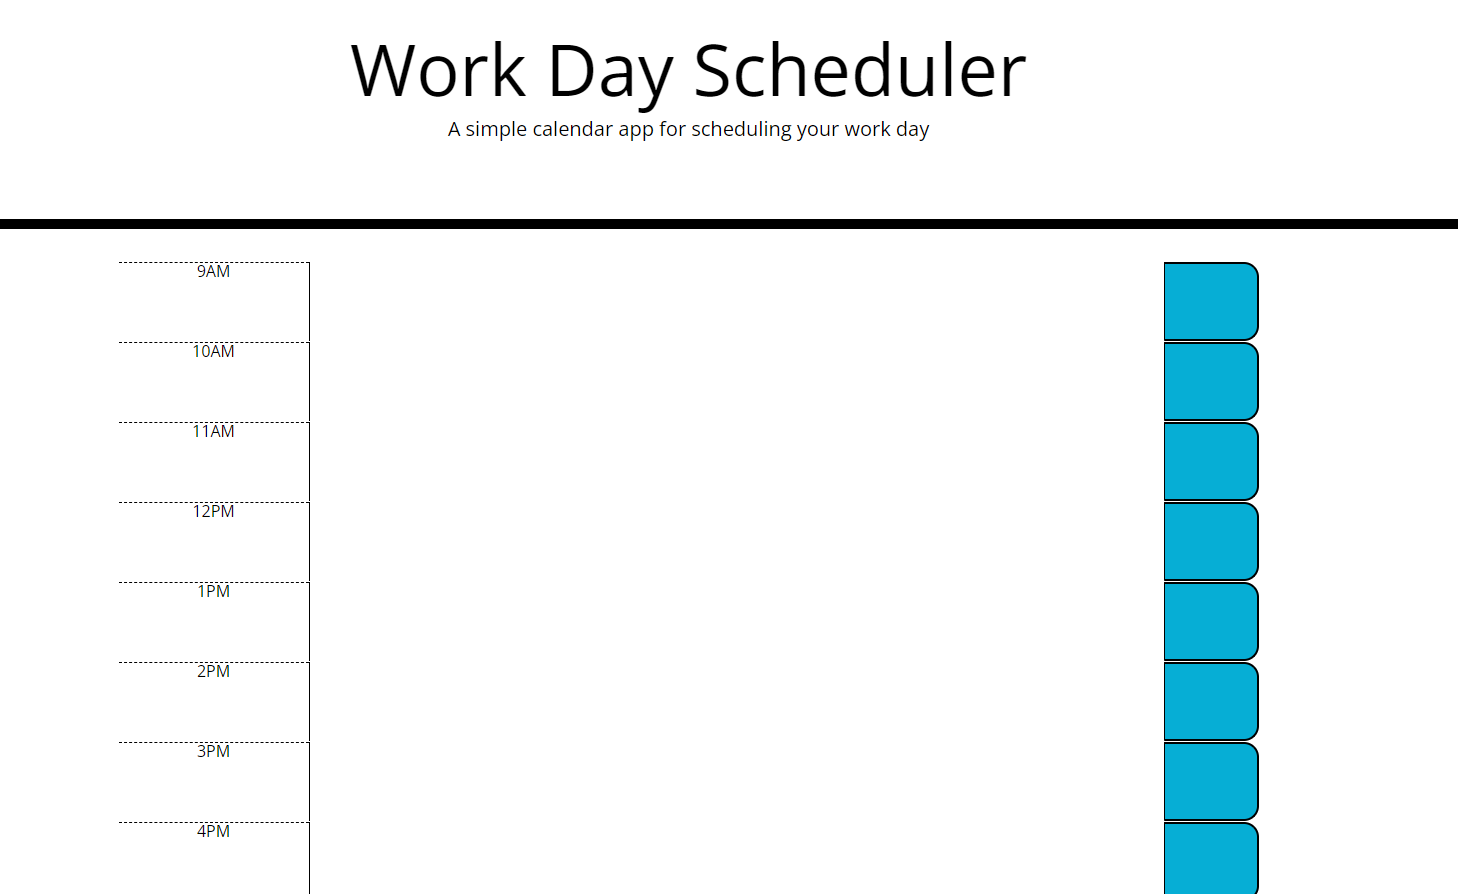 Work Day Scheduler
A simple calendar app for scheduling your work day
9AM
10AM
11AM
12PM
1PM
2PM
3PM
4PM